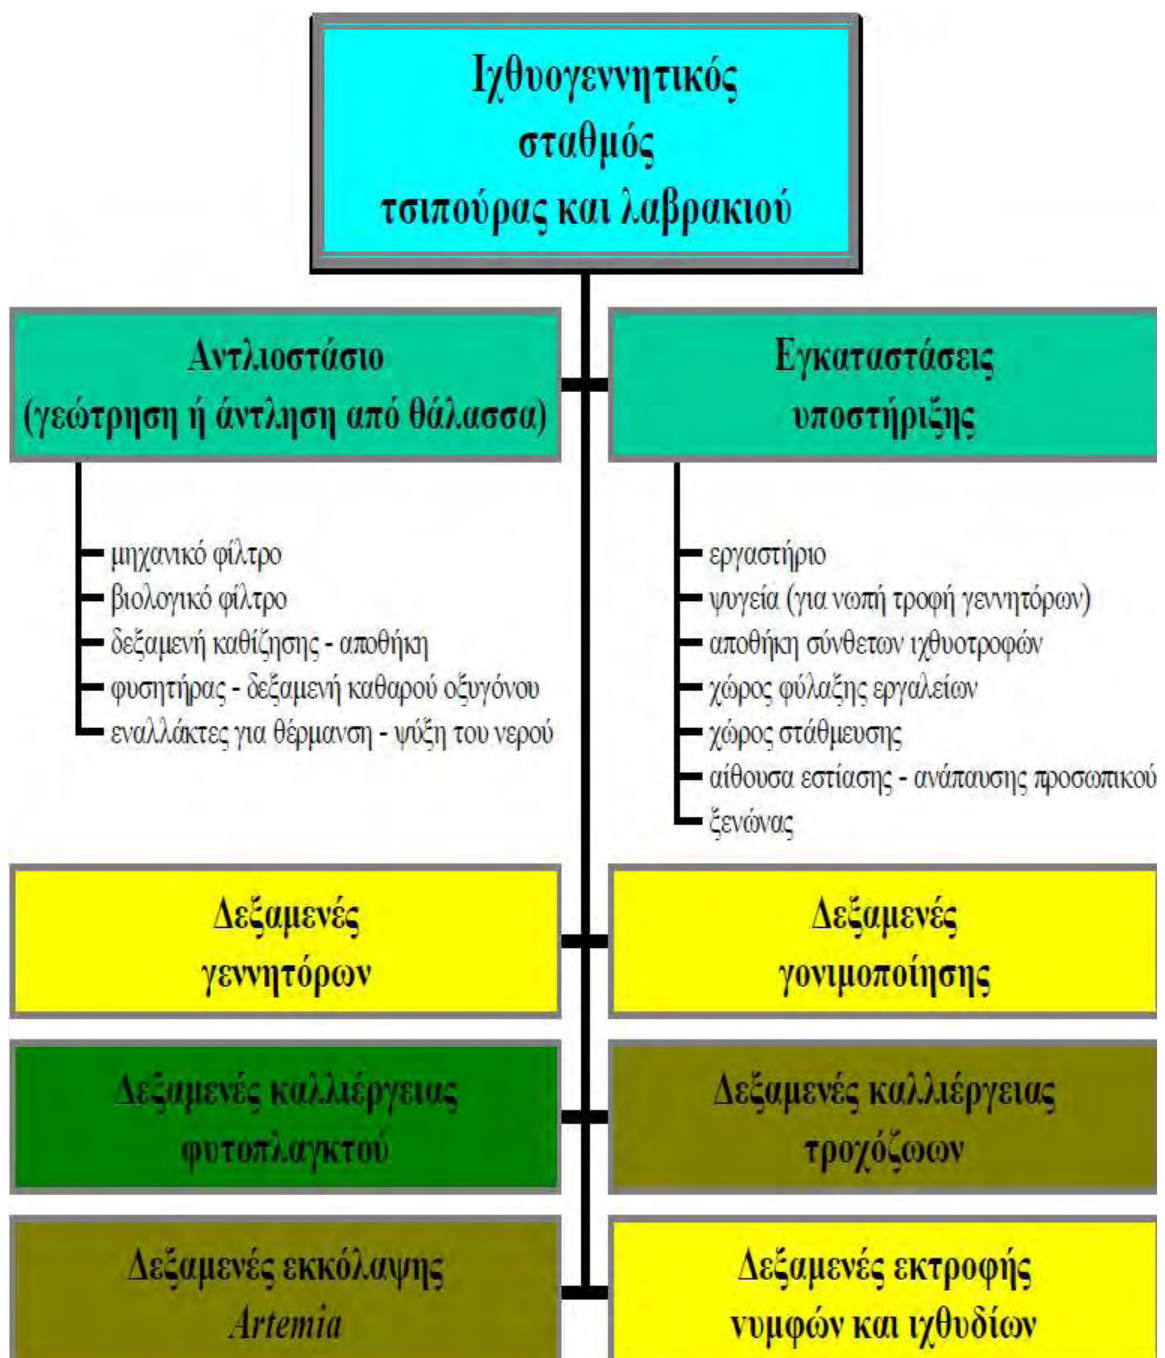 Ιχθυογεννητικός
σταθμός
τσιπούρας και λαβρακιού
Αντλιοστάσιο
(γεώτρηση ή άντληση από θάλασσα)
μηχανικό φίλτρο
βιολογικό φίλτρο
δεξαμενή καθίζησης - αποθήκη
φυσητήρας - δεξαμενή καθαρού οξυγόνου
εναλλάκτες για θέρμανση - ψύξη του νερού
Εγκαταστάσεις
υποστήριξης
εργαστήριο
ψυγεία (για νωπή τροφή γεννητόρων)
αποθήκη σύνθετων ιχθυοτροφών
χώρος φύλαξης εργαλείων
χώρος στάθμευσης
αίθουσα εστίασης - ανάπαυσης προσωπικού
ξενώνας
Δεξαμενές
γεννητόρων
Δεξαμενές
γονιμοποίησης
Δεξαμενές καλλιέργειας
φυτοπλαγκτού
Δεξαμενές καλλιέργειας
τροχόζωων
Δεξαμενές εκκόλαψης
Artemia
Δεξαμενές εκτροφής
νυμφών και ιχθυδίων